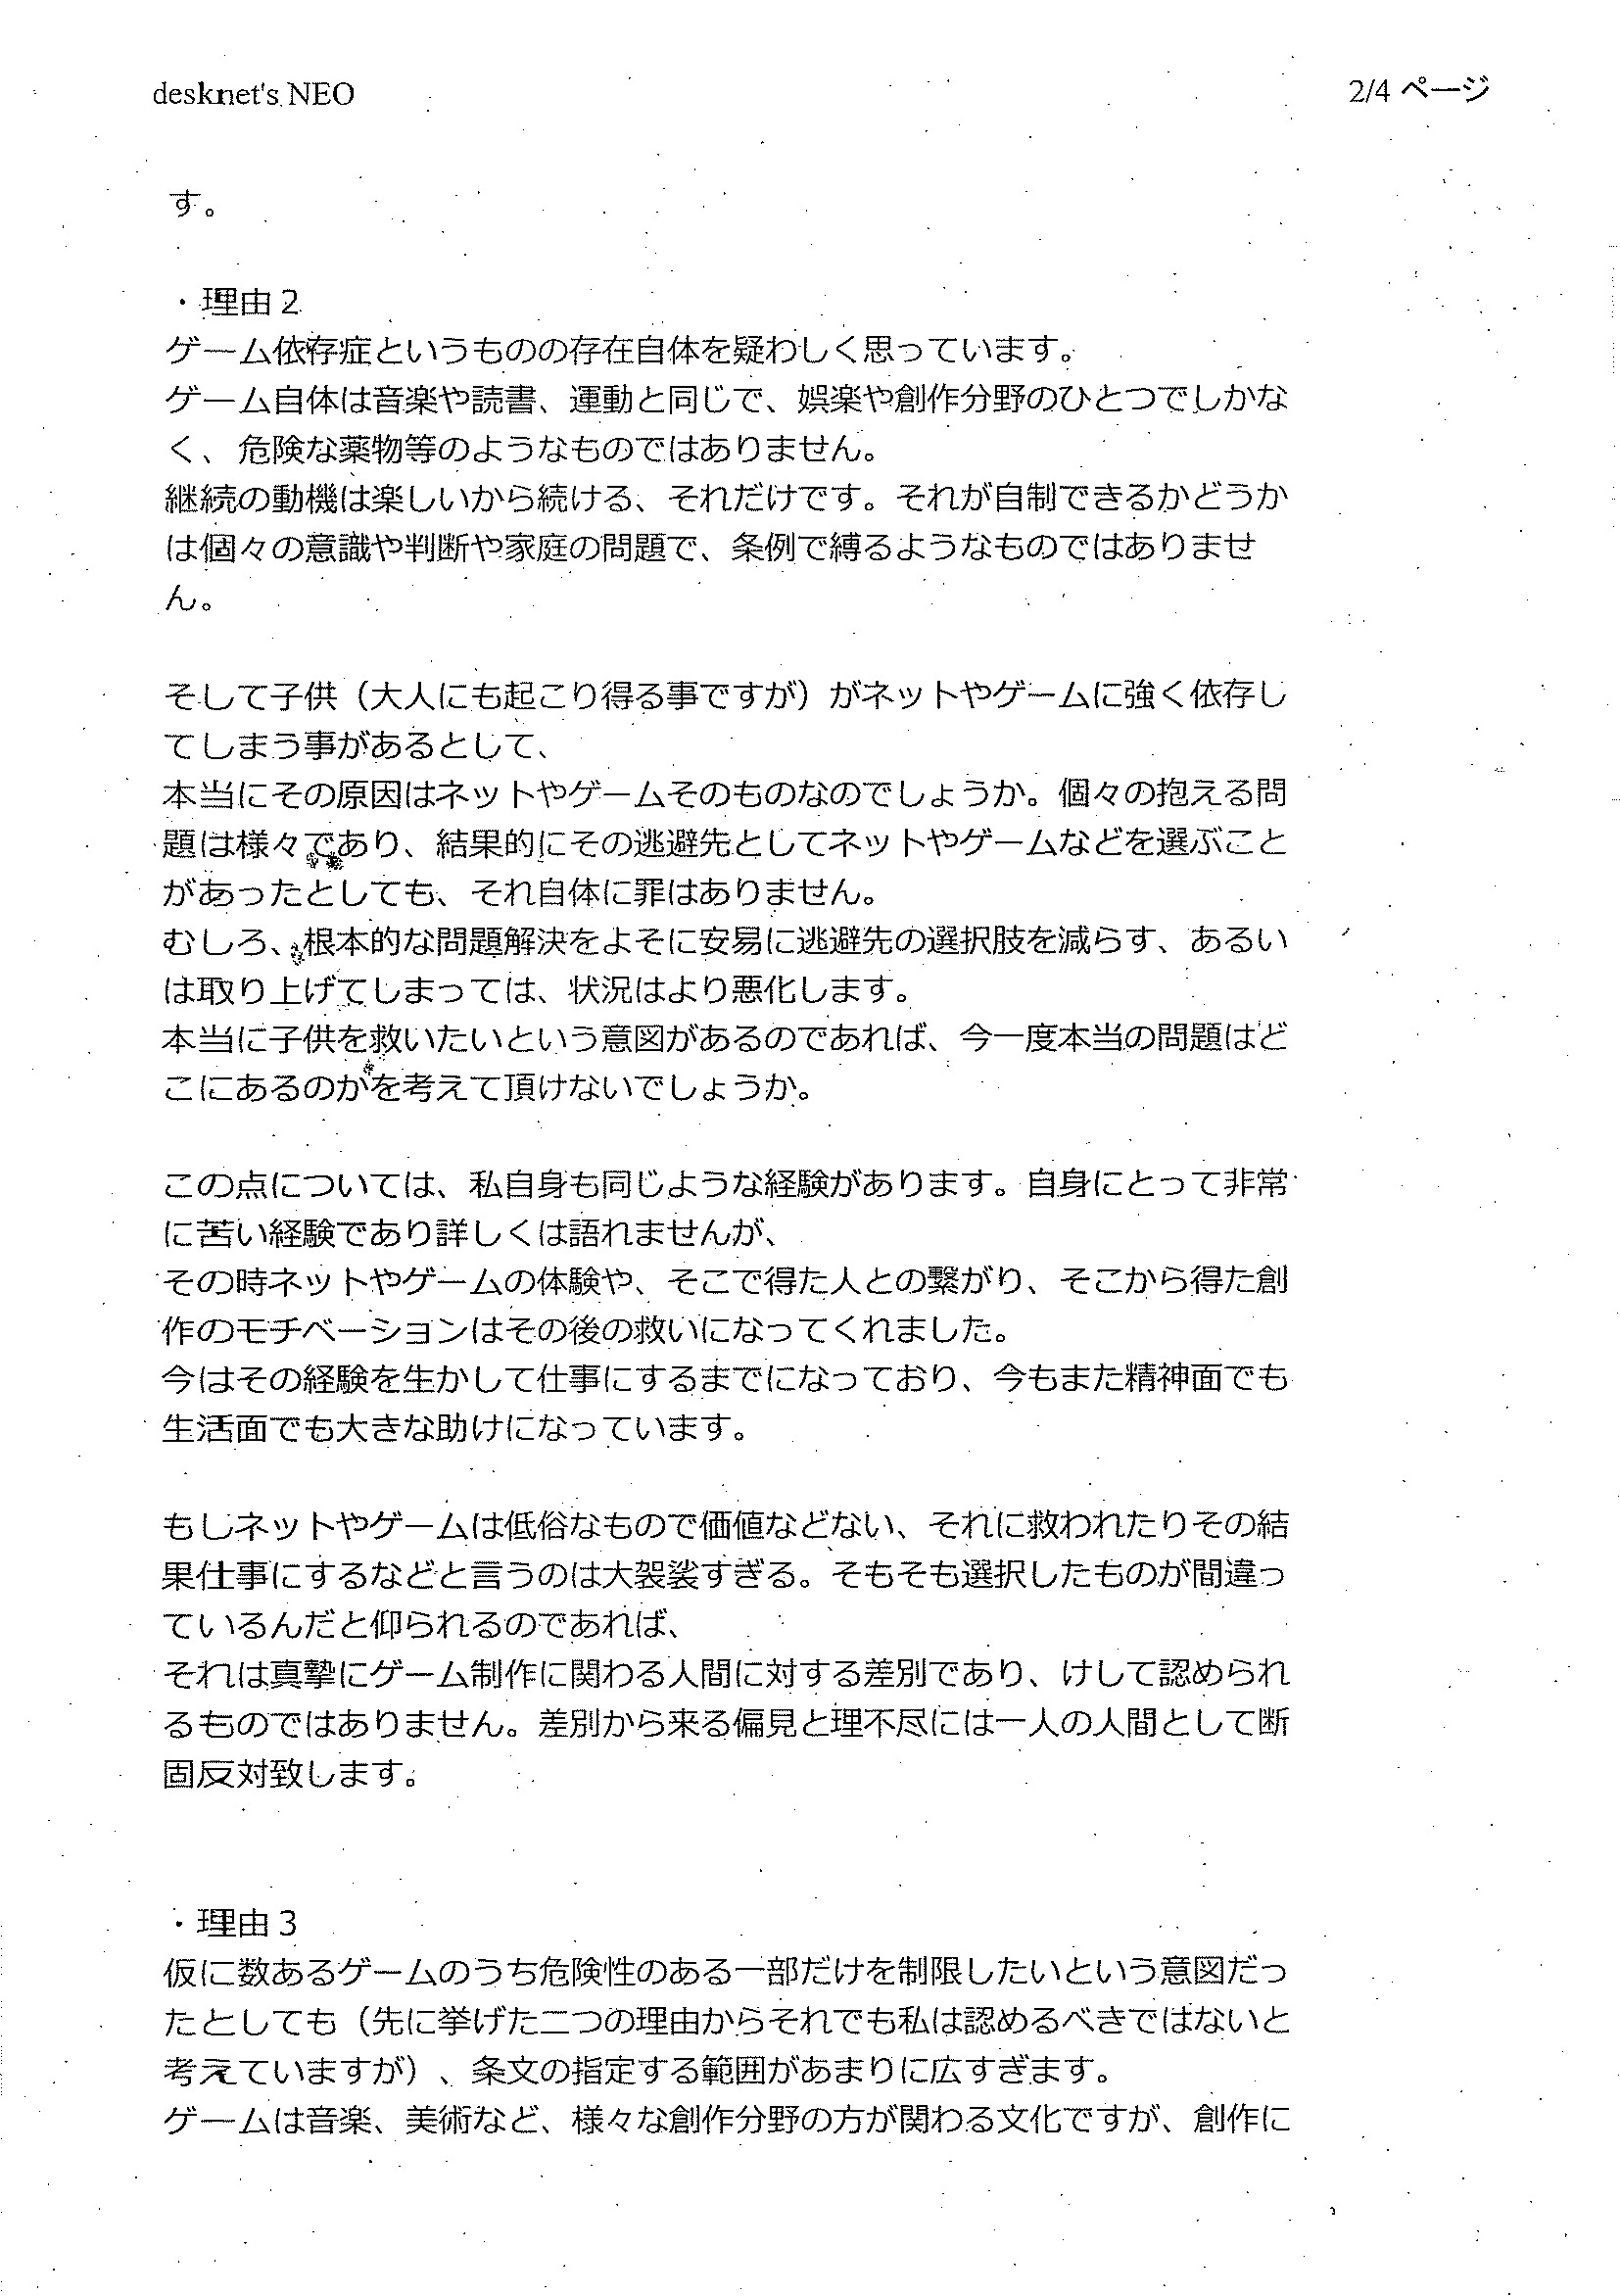 desknet's NEO
2/4 ページ
す。
・理由２
ゲーム依存症というものの存在自体を疑わしく思っています。
ゲーム自体は音楽や読書、運動と同じで、娯楽や創作分野のひとつでしかな
く、危険な薬物等のようなものではありません。
継続の動機は楽しいから続ける、それだけです。それが自制できるかどうか
は個々の意識や判断や家庭の問題で、条例で縛るようなものではありませ
ん。
そして子供（大人にも起こり得る事ですが）がネットやゲームに強く依存し
てしまう事があるとして、
本当にその原因はネットやゲームそのものなのでしょうか。個々の抱える問
題は様々であり、結果的にその逃避先としてネットやゲームなどを選ぶこと
があったとしても、それ自体に罪はありません。
むしろ、根本的な問題解決をよそに安易に逃避先の選択肢を減らす、あるい
は取り上げてしまっては、状況はより悪化します。
本当に子供を救いたいという意図があるのであれば、今一度本当の問題はど
こにあるのかを考えて頂けないでしょうか。
この点については、私自身も同じような経験があります。自身にとって非常
に苦い経験であり詳しくは語れませんが、
その時ネットやゲームの体験や、そこで得た人との繋がり、そこから得た創
作のモチベーションはその後の救いになってくれました。
今はその経験を生かして仕事にするまでになっており、今もまた精神面でも
生活面でも大きな助けになっています。
もしネットやゲームは低俗なもので価値などない、それに救われたりその結
果仕事にするなどと言うのは大袈裟すぎる。そもそも選択したものが間違っ
ているんだと仰られるのであれば、
それは真摯にゲーム制作に関わる人間に対する差別であり、けして認められ
るものではありません。差別から来る偏見と理不尽には一人の人間として断
固反対致します。
・理由３
仮に数あるゲームのうち危険性のある一部だけを制限したいという意図だっ
たとしても（先に挙げた二つの理由からそれでも私は認めるべきではないと
考えていますが）、条文の指定する範囲があまりに広すぎます。
ゲームは音楽、美術など、様々な創作分野の方が関わる文化ですが、創作に